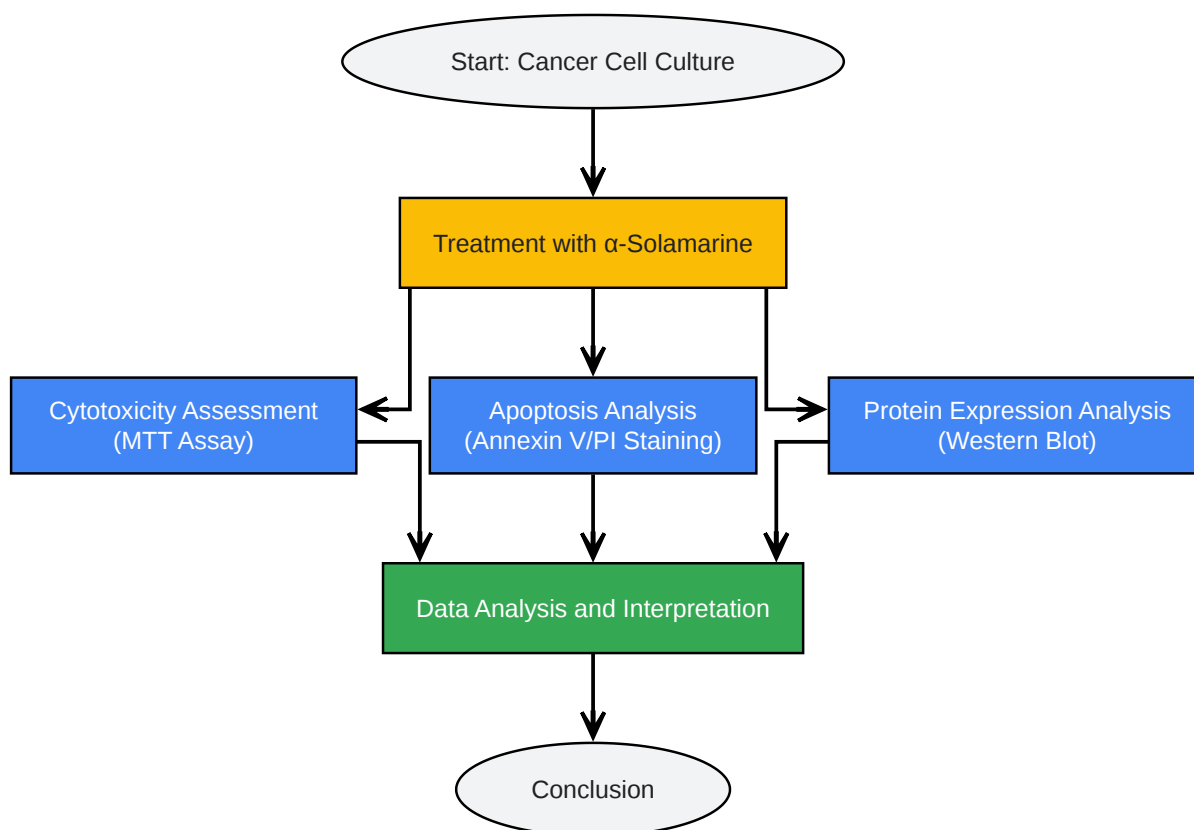 Start: Cancer Cell Culture
Treatment with α-Solamarine
Cytotoxicity Assessment
(MTT Assay)
Apoptosis Analysis
(Annexin V/PI Staining)
Protein Expression Analysis
(Western Blot)
Data Analysis and Interpretation
Conclusion